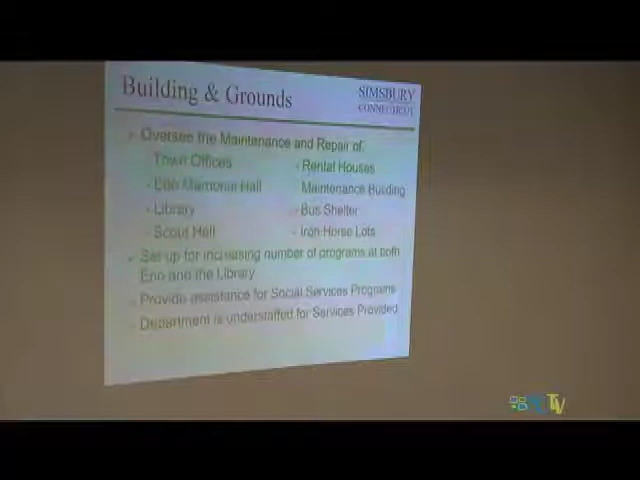 Building & Grounds
SIMSBURY
CONNECTICUT
Oversee the Maintenance and Repair of:
Town Offices
- Rental Houses
- Eno Memorial Hall
- Maintenance Building
- Library
- Bus Shelter
- Scout Hall
- Iron Horse Lots
Set up for increasing number of programs at both
Eno and the Library
Provide assistance for Social Services Programs
Department is understaffed for Services Provided
TV